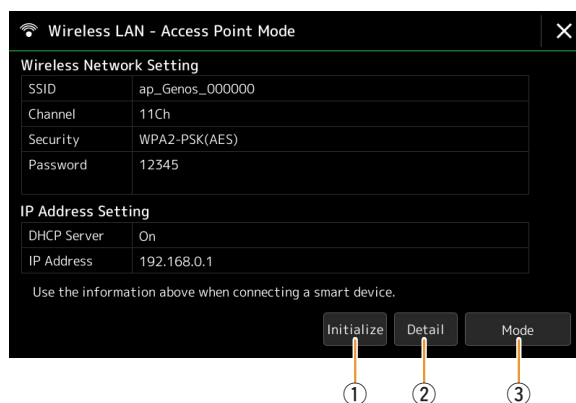 Wireless LAN - Access Point Mode
Wireless Network Setting
SSID ap_Genos_000000
Channel 11Ch
Security WPA2-PSK(AES)
Password 12345
IP Address Setting
DHCP Server On
IP Address 192.168.0.1
Use the information above when connecting a smart device.
Initialize Detail Mode
① ② ③